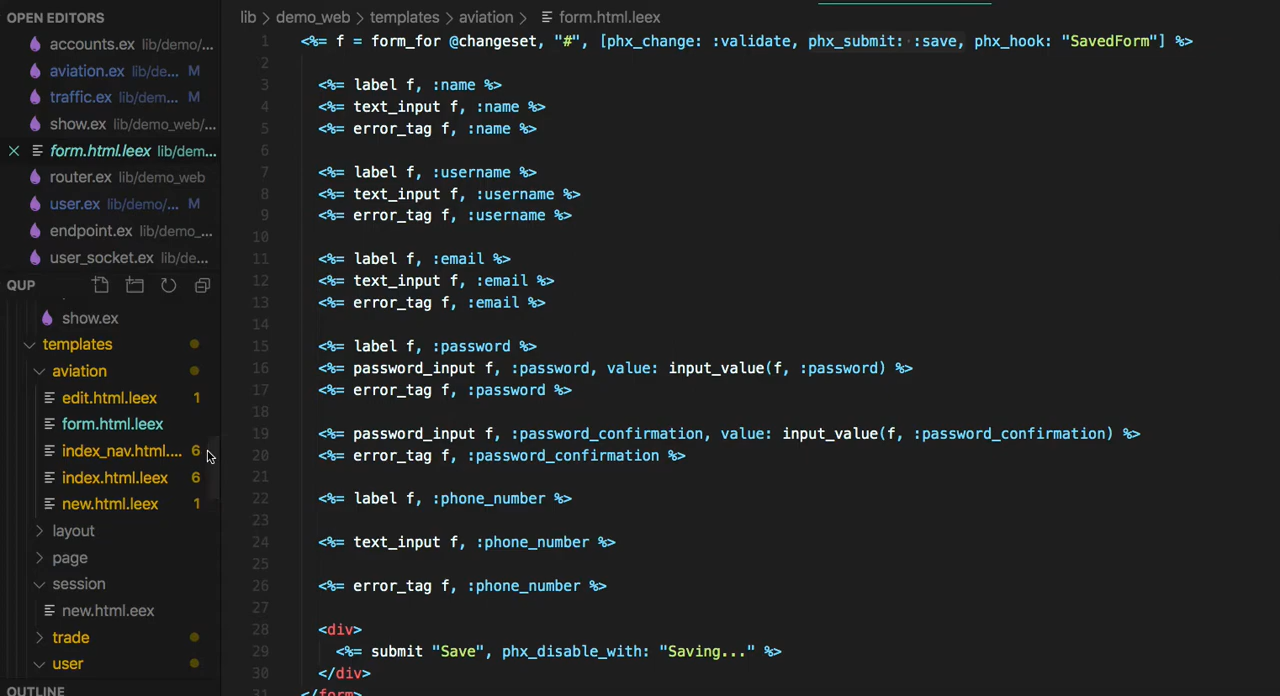 OPEN EDITORS
accounts.ex lib/demo/...
aviation.ex lib/de... M
traffic.ex lib/dem... M
show.ex lib/demo_web/...
form.html.leex lib/dem...
router.ex lib/demo_web
user.ex lib/demo/... M
endpoint.ex lib/demo_...
user_socket.ex lib/de...
QUP
show.ex
templates
aviation
edit.html.leex 1
form.html.leex
index_nav.html.... 6
index.html.leex 6
new.html.leex 1
layout
page
session
new.html.eex
trade
user
OUTLINE
lib > demo_web > templates > aviation > form.html.leex
1 <%= f = form_for @changeset, "#", [phx_change: :validate, phx_submit: :save, phx_hook: "SavedForm"] %>
2
3 <%= label f, :name %>
4 <%= text_input f, :name %>
5 <%= error_tag f, :name %>
6
7 <%= label f, :username %>
8 <%= text_input f, :username %>
9 <%= error_tag f, :username %>
10
11 <%= label f, :email %>
12 <%= text_input f, :email %>
13 <%= error_tag f, :email %>
14
15 <%= label f, :password %>
16 <%= password_input f, :password, value: input_value(f, :password) %>
17 <%= error_tag f, :password %>
18
19 <%= password_input f, :password_confirmation, value: input_value(f, :password_confirmation) %>
20 <%= error_tag f, :password_confirmation %>
21
22 <%= label f, :phone_number %>
23
24 <%= text_input f, :phone_number %>
25
26 <%= error_tag f, :phone_number %>
27
28 <div>
29 <%= submit "Save", phx_disable_with: "Saving..." %>
30 </div>
31 </form>